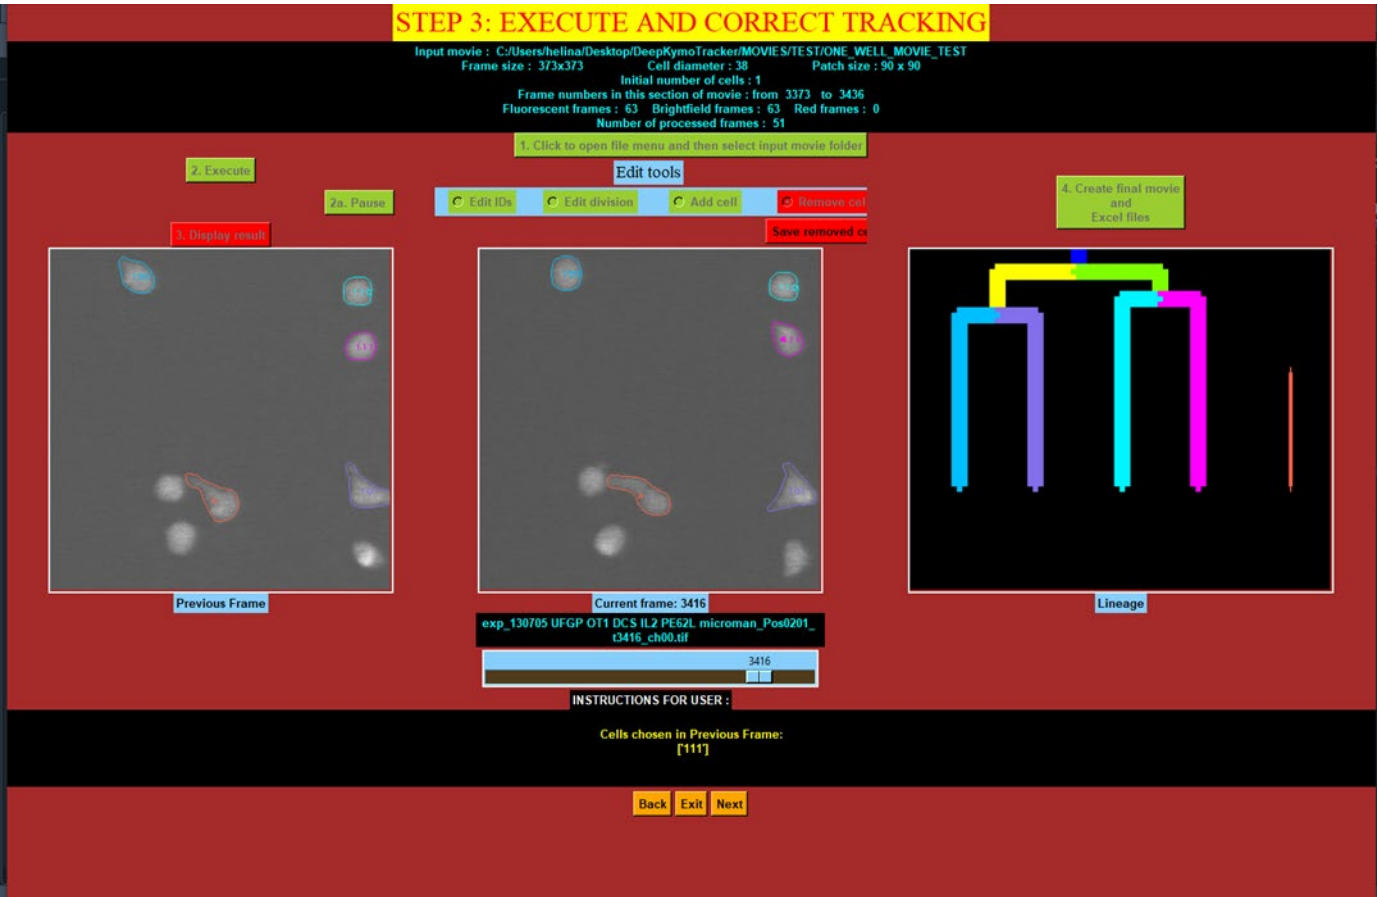 STEP 3: EXECUTE AND CORRECT TRACKING
Input movie : C:/Users/helina/Desktop/DeepKymoTracker/MOVIES/TEST/ONE_WELL_MOVIE_TEST
Frame size : 373x373 Cell diameter : 38 Patch size : 90 x 90
Initial number of cells : 1
Frame numbers in this section of movie : from 3373 to 3436
Fluorescent frames : 63 Brightfield frames : 63 Red frames : 0
Number of processed frames : 51
1. Click to open file menu and then select input movie folder
2. Execute
Edit tools
2a. Pause
Edit IDs
Edit division
Add cell
Remove cel
4. Create final movie
and
Excel files
3. Display result
Save removed ce
Previous Frame
Current frame: 3416
Lineage
exp_130705 UFGP OT1 DCS IL2 PE62L microman_Pos0201_
t3416_ch00.tif
3416
INSTRUCTIONS FOR USER :
Cells chosen in Previous Frame:
['111']
Back Exit Next